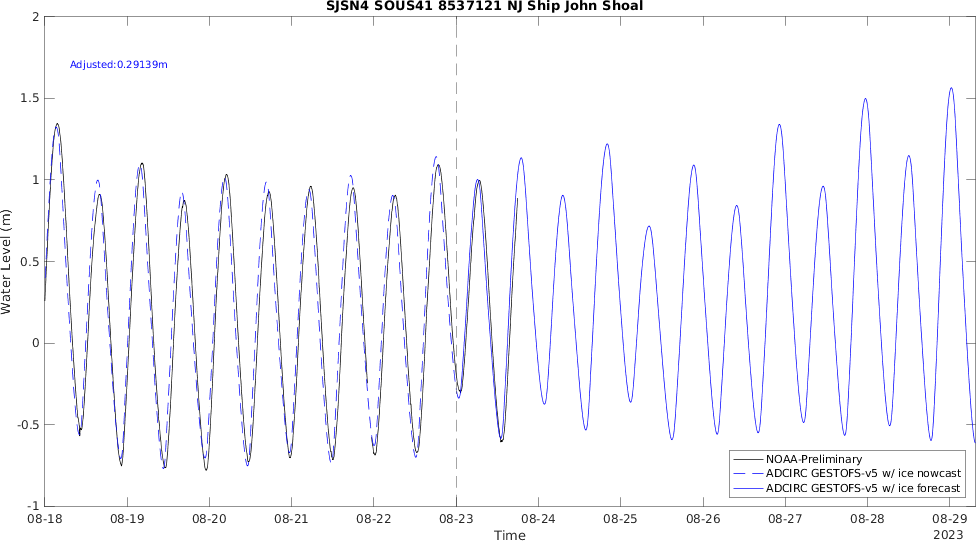 SJSN4 SOUS41 8537121 NJ Ship John Shoal
Adjusted:0.29139m
Water Level (m)
2
1.5
1
0.5
0
-0.5
-1
NOAA-Preliminary
ADCIRC GESTOFS-v5 w/ ice nowcast
ADCIRC GESTOFS-v5 w/ ice forecast
08-18 08-19 08-20 08-21 08-22 08-23 08-24 08-25 08-26 08-27 08-28 08-29
Time
2023